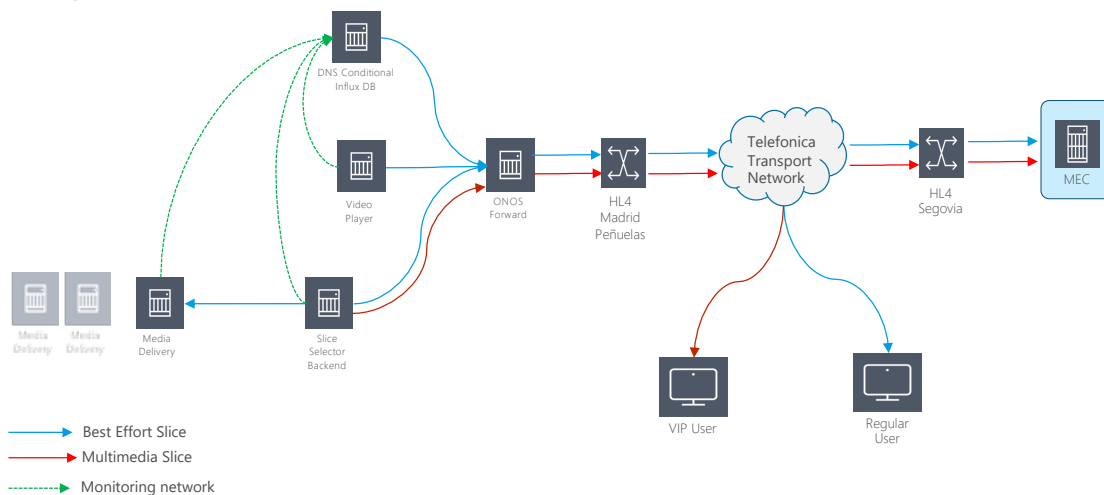 DNS Conditional
Influx DB
Video
Player
ONOS
Forward
HL4
Madrid
Peñuelas
Telefonica
Transport
Network
HL4
Segovia
MEC
Media
Delivery
Media
Delivery
Media
Delivery
Slice
Selector
Backend
VIP User
Regular
User
Best Effort Slice
Multimedia Slice
Monitoring network